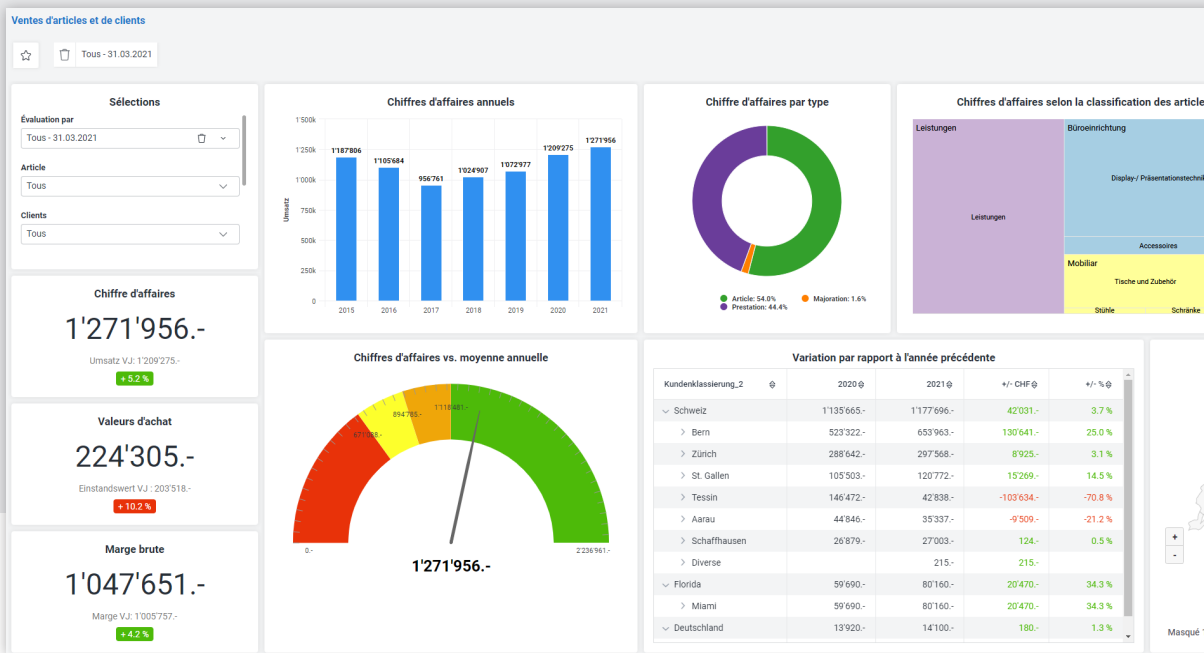 Ventes d'articles et de clients
Tous - 31.03.2021
Sélections
Évaluation par
Tous - 31.03.2021
Article
Tous
Clients
Tous
Chiffre d'affaires
1'271'956.-
Umsatz VJ: 1'209'275.-
+ 5.2 %
Valeurs d'achat
224'305.-
Einstandswert VJ : 203'518.-
+ 10.2 %
Marge brute
1'047'651.-
Marge VJ: 1'005'757.-
+ 4.2 %
Chiffres d'affaires annuels
Umsatz
1'500k
1'250k
1'000k
750k
500k
250k
0
1'187'806
1'105'684
956'761
1'024'907
1'072'977
1'209'275
1'271'956
2015 2016 2017 2018 2019 2020 2021
Chiffre d'affaires par type
Article: 54.0% Majoration: 1.6%
Prestation: 44.4%
Chiffres d'affaires selon la classification des article
Leistungen
Leistungen
Büroeinrichtung
Display-/ Präsentationstechnik
Accessoires
Mobiliar
Tische und Zubehör
Stühle Schränke
Chiffres d'affaires vs. moyenne annuelle
894'785.-
1'118'481.-
0.-
2'236'961.-
1'271'956.-
Variation par rapport à l'année précédente
Kundenklassierung_2 2020 2021 +/- CHF +/- %
Schweiz 1'135'665.- 1'177'696.- 42'031.- 3.7 %
Bern 523'322.- 653'963.- 130'641.- 25.0 %
Zürich 288'642.- 297'568.- 8'925.- 3.1 %
St. Gallen 105'503.- 120'772.- 15'269.- 14.5 %
Tessin 146'472.- 42'838.- -103'634.- -70.8 %
Aarau 44'846.- 35'337.- -9'509.- -21.2 %
Schaffhausen 26'879.- 27'003.- 124.- 0.5 %
Diverse 215.- 215.-
Florida 59'690.- 80'160.- 20'470.- 34.3 %
Miami 59'690.- 80'160.- 20'470.- 34.3 %
Deutschland 13'920.- 14'100.- 180.- 1.3 %
+
-
Masqué